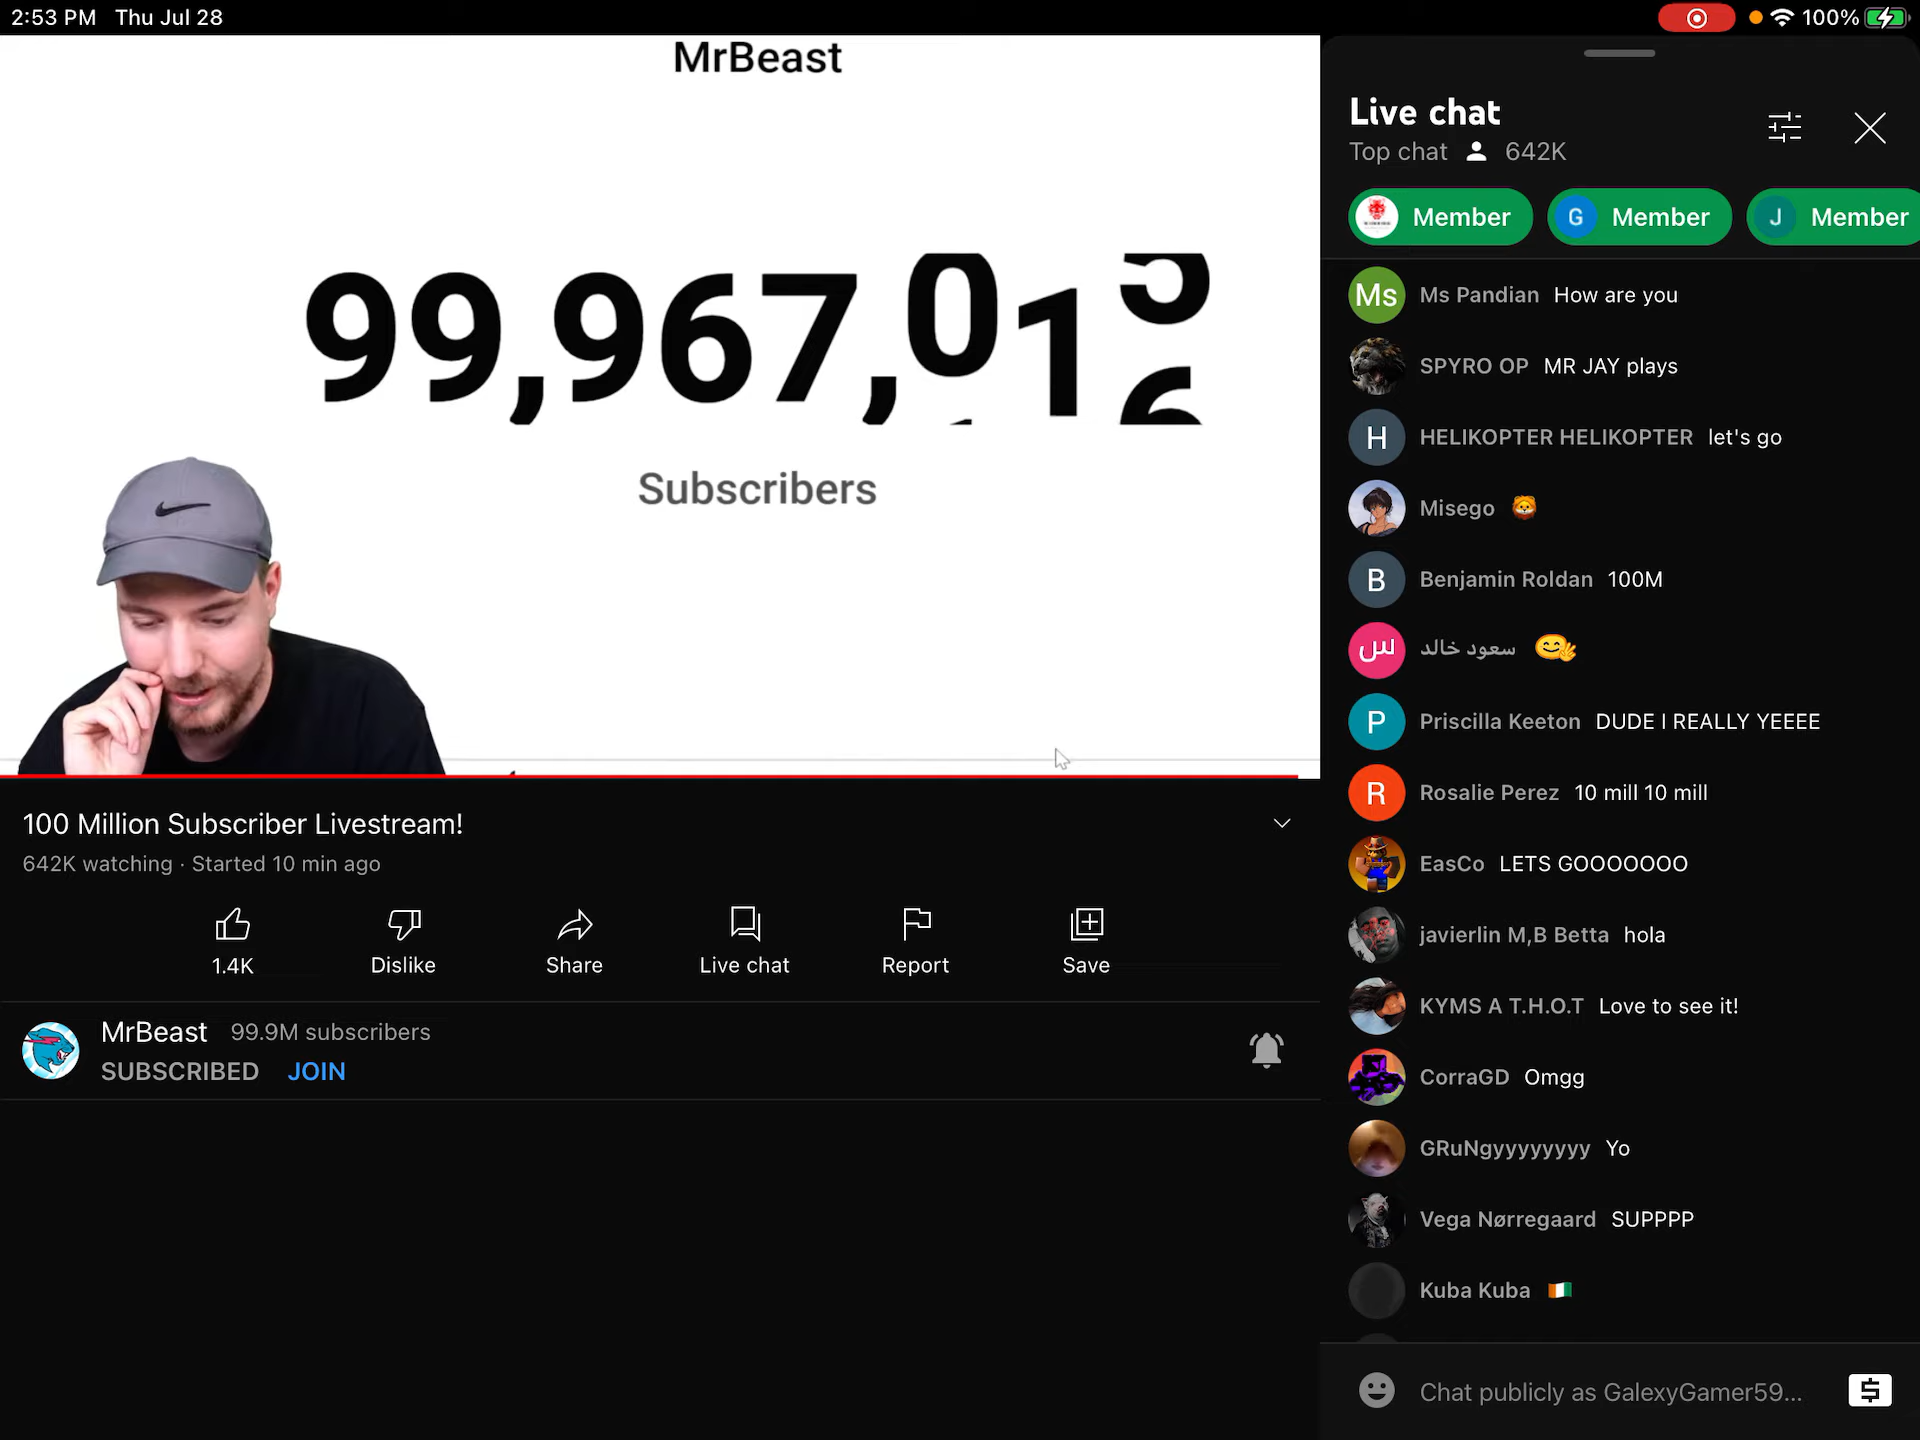 2:53 PM Thu Jul 28
100%
MrBeast
99,967,01
Subscribers
100 Million Subscriber Livestream!
642K watching · Started 10 min ago
1.4K
Dislike
Share
Live chat
Report
Save
MrBeast 99.9M subscribers
SUBSCRIBED JOIN
Live chat
Top chat 642K
Member
G Member
J Member
Ms Ms Pandian How are you
SPYRO OP MR JAY plays
H HELIKOPTER HELIKOPTER let's go
Misego 🦁
B Benjamin Roldan 100M
س سعود خالد 😊👋
P Priscilla Keeton DUDE I REALLY YEEEE
R Rosalie Perez 10 mill 10 mill
EasCo LETS GOOOOOOO
javierlin M,B Betta hola
KYMS A T.H.O.T Love to see it!
CorraGD Omgg
GRuNgyyyyyyyy Yo
Vega Nørregaard SUPPPP
Kuba Kuba 🇨🇮
Chat publicly as GalexyGamer59...
$